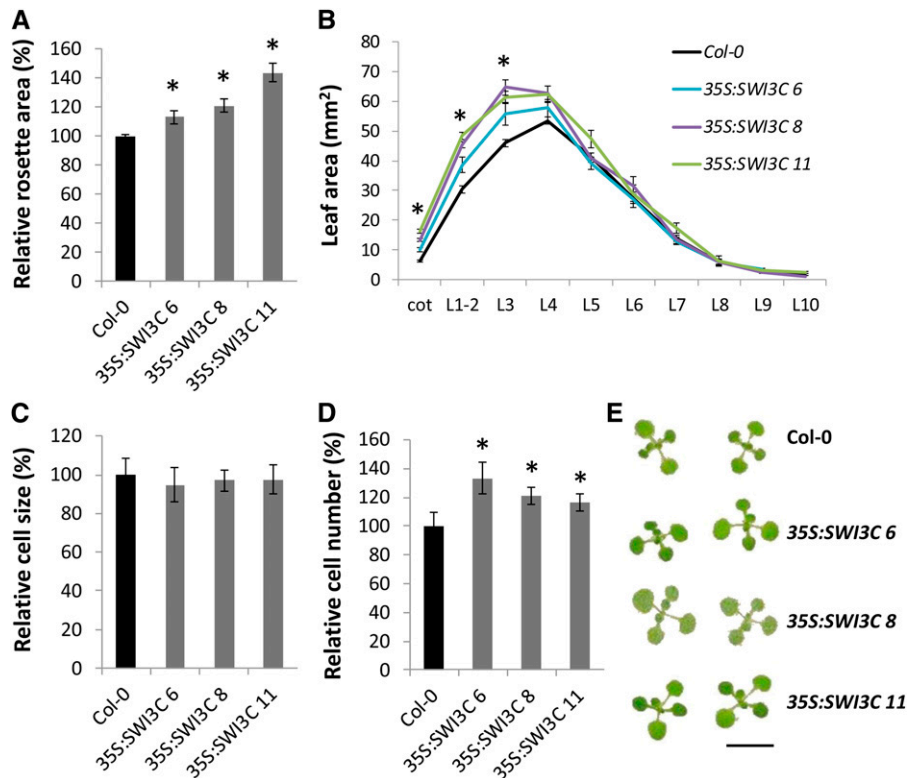 A
Relative rosette area (%)
160
140
120
100
80
60
40
20
0
*
*
*
Col-0
35S:SWI3C 6
35S:SWI3C 8
35S:SWI3C 11
B
Leaf area (mm²)
80
70
60
50
40
30
20
10
0
*
*
*
cot L1-2 L3 L4 L5 L6 L7 L8 L9 L10
Col-0
35S:SWI3C 6
35S:SWI3C 8
35S:SWI3C 11
C
Relative cell size (%)
120
100
80
60
40
20
0
Col-0
35S:SWI3C 6
35S:SWI3C 8
35S:SWI3C 11
D
Relative cell number (%)
160
140
120
100
80
60
40
20
0
*
*
*
Col-0
35S:SWI3C 6
35S:SWI3C 8
35S:SWI3C 11
E
Col-0
35S:SWI3C 6
35S:SWI3C 8
35S:SWI3C 11